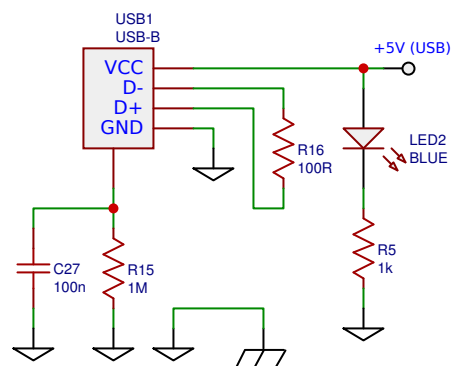 USB1
USB-B
+5V (USB)
VCC
D-
D+
GND
R16
100R
LED2
BLUE
R5
1k
C27
100n
R15
1M